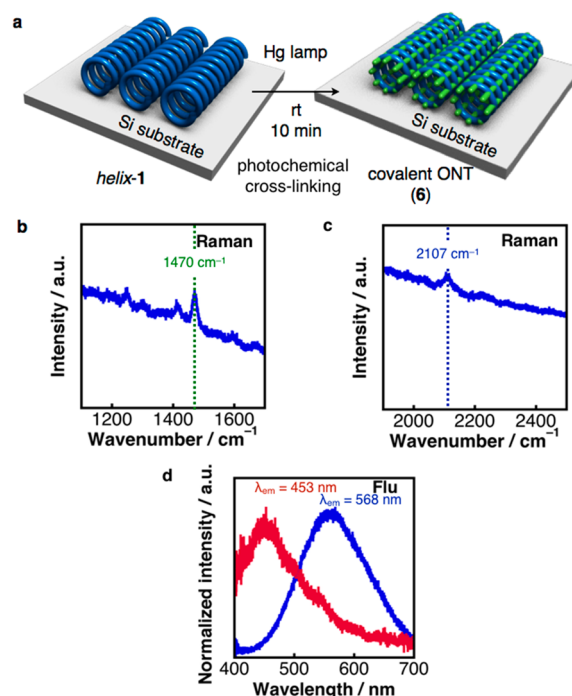 a
Hg lamp
rt
10 min
photochemical
cross-linking
Si substrate
helix-1
Si substrate
covalent ONT
(6)
b
Raman
1470 cm⁻¹
Intensity / a.u.
1200 1400 1600
Wavenumber / cm⁻¹
c
Raman
2107 cm⁻¹
Intensity / a.u.
2000 2200 2400
Wavenumber / cm⁻¹
d
Flu
λem = 453 nm
λem = 568 nm
Normalized intensity / a.u.
400 500 600 700
Wavelength / nm